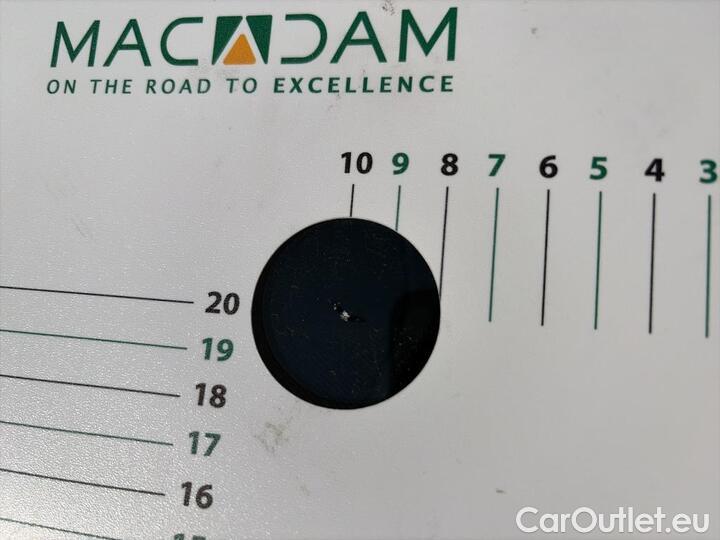 MACADAM
ON THE ROAD TO EXCELLENCE
10 9 8 7 6 5 4 3
20
19
18
17
16
15
CarOutlet.eu